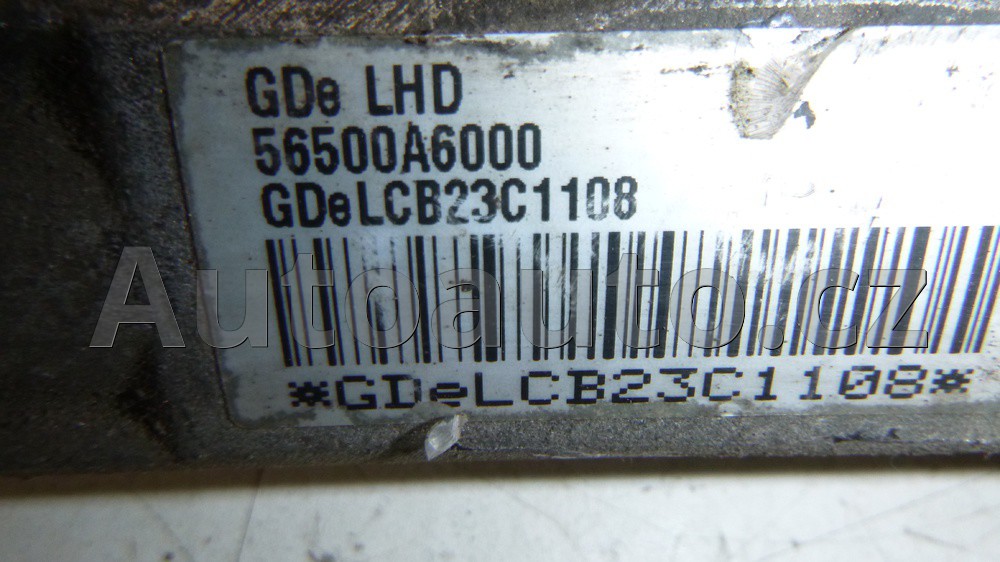 GDe LHD
56500A6000
GDeLCB23C1108
Autoauto.cz
*GDeLCB23C1108*